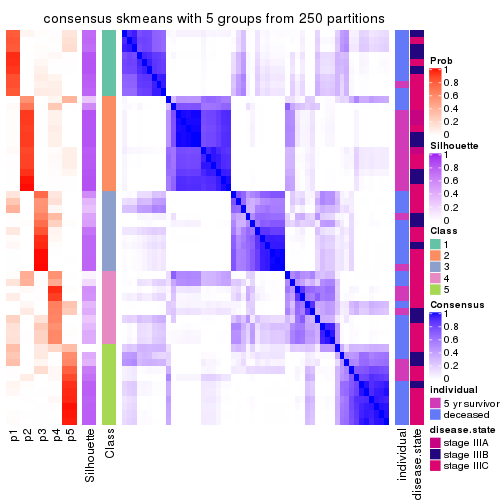 consensus skmeans with 5 groups from 250 partitions
Prob
1
0.8
0.6
0.4
0.2
0
Silhouette
1
0.8
0.6
0.4
0.2
0
Class
1
2
3
4
5
Consensus
1
0.8
0.6
0.4
0.2
0
individual
5 yr survivor
deceased
disease.state
stage IIIA
stage IIIB
stage IIIC
p1
p2
p3
p4
p5
Silhouette
Class
individual
disease.state